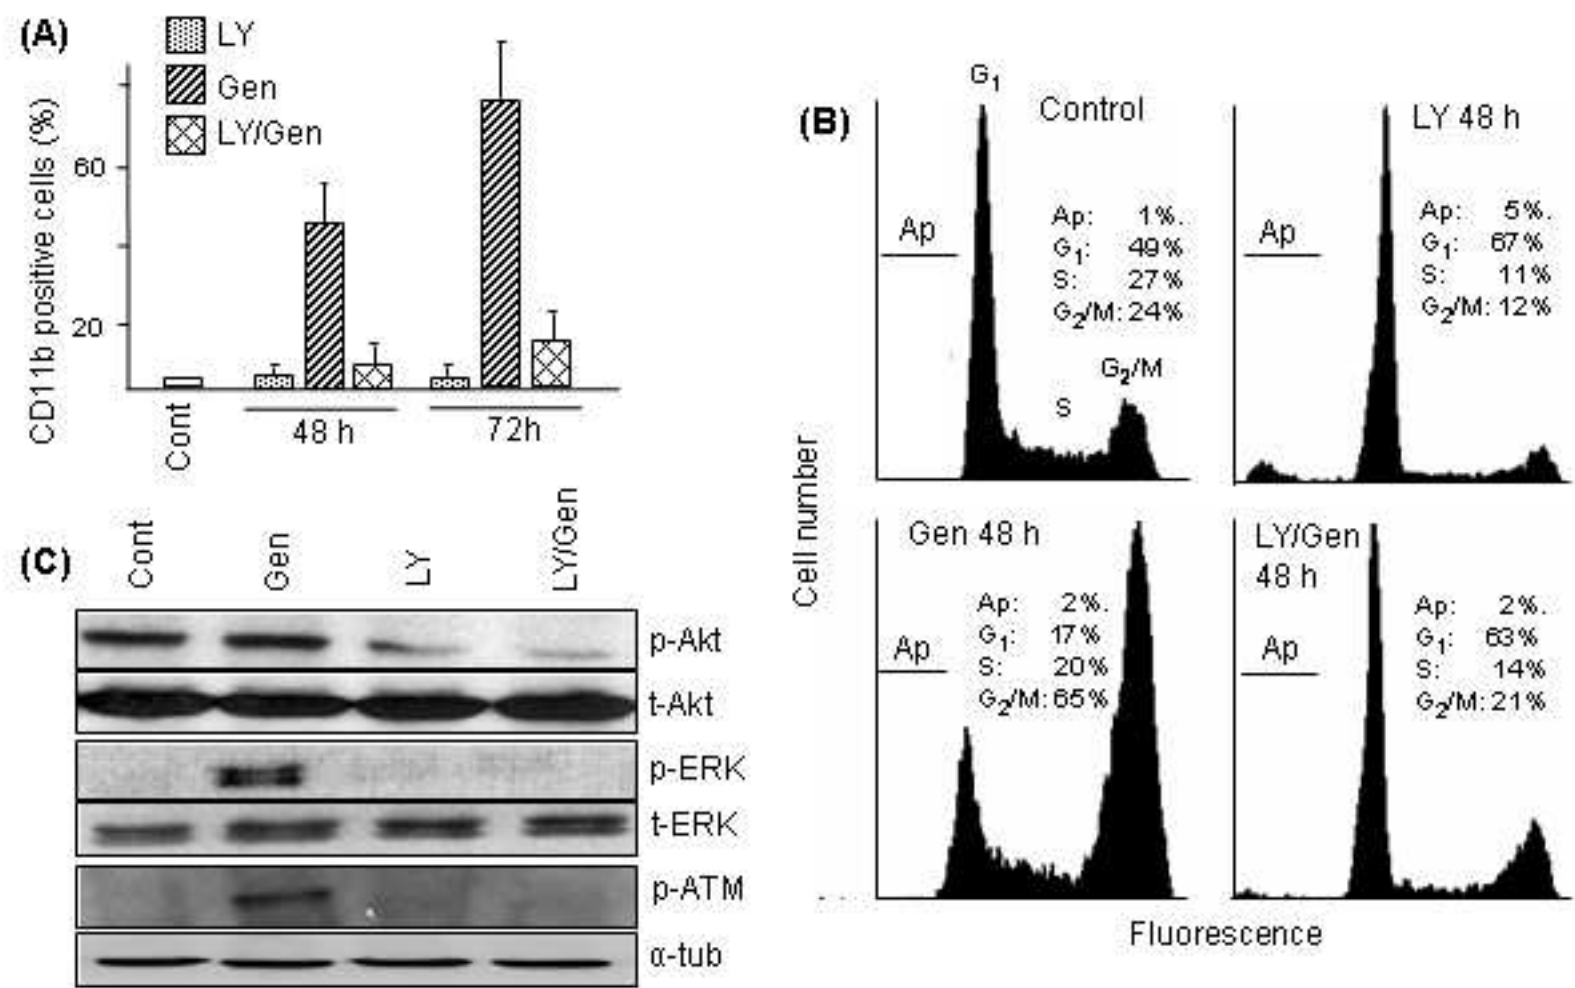 (A)
LY
Gen
LY/Gen
CD11b positive cells (%)
60
20
Cont
48 h
72h
(B)
G1
Control
Ap
Ap: 1%.
G1: 49%
S: 27%
G2/M: 24%
S
G2/M
LY 48 h
Ap
Ap: 5%.
G1: 67%
S: 11%
G2/M: 12%
Gen 48 h
Ap
Ap: 2%.
G1: 17%
S: 20%
G2/M: 65%
LY/Gen
48 h
Ap
Ap: 2%.
G1: 63%
S: 14%
G2/M: 21%
Cell number
Fluorescence
(C)
Cont
Gen
LY
LY/Gen
p-Akt
t-Akt
p-ERK
t-ERK
p-ATM
α-tub